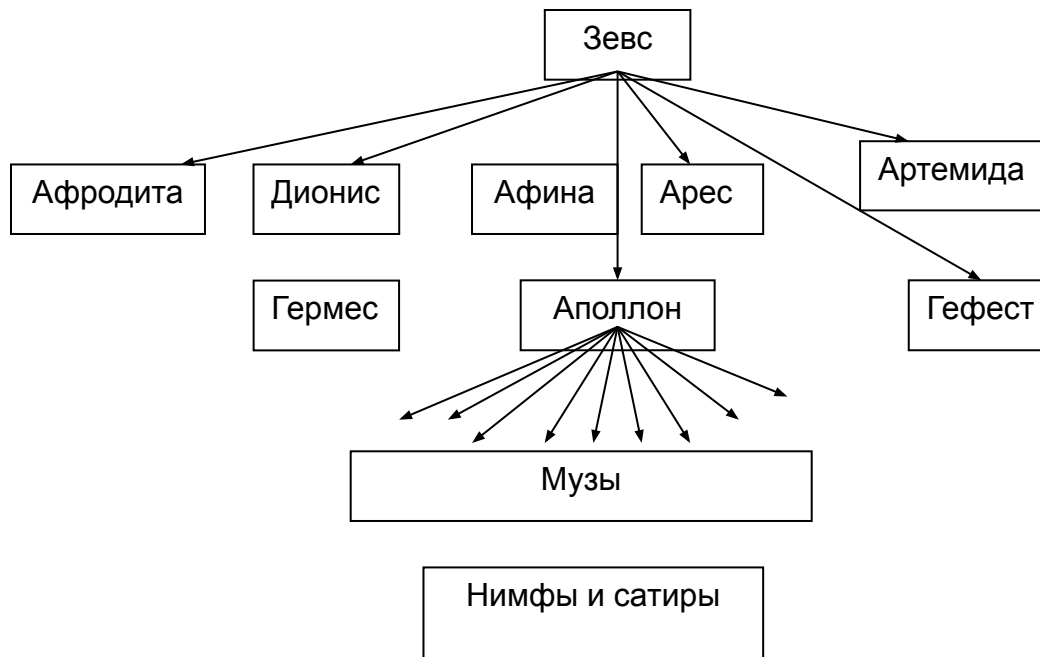 Зевс
Афродита
Дионис
Афина
Арес
Артемида
Гермес
Аполлон
Гефест
Музы
Нимфы и сатиры